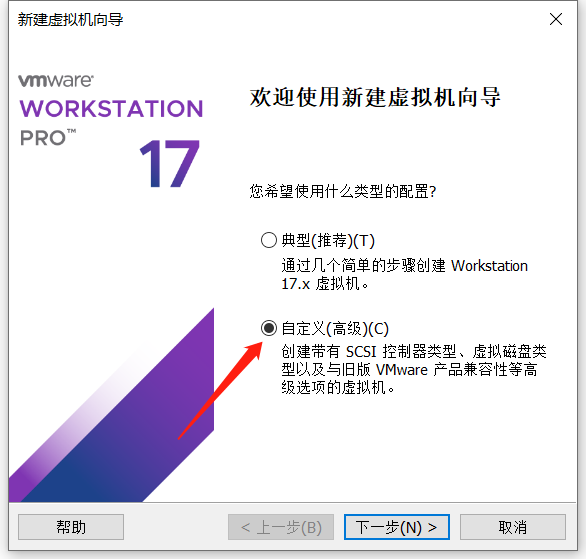 新建虚拟机向导
vmware®
WORKSTATION
PRO™
17
欢迎使用新建虚拟机向导
您希望使用什么类型的配置?
典型(推荐)(T)
通过几个简单的步骤创建 Workstation
17.x 虚拟机。
自定义(高级)(C)
创建带有 SCSI 控制器类型、虚拟磁盘类
型以及与旧版 VMware 产品兼容性等高
级选项的虚拟机。
帮助
< 上一步(B)
下一步(N) >
取消